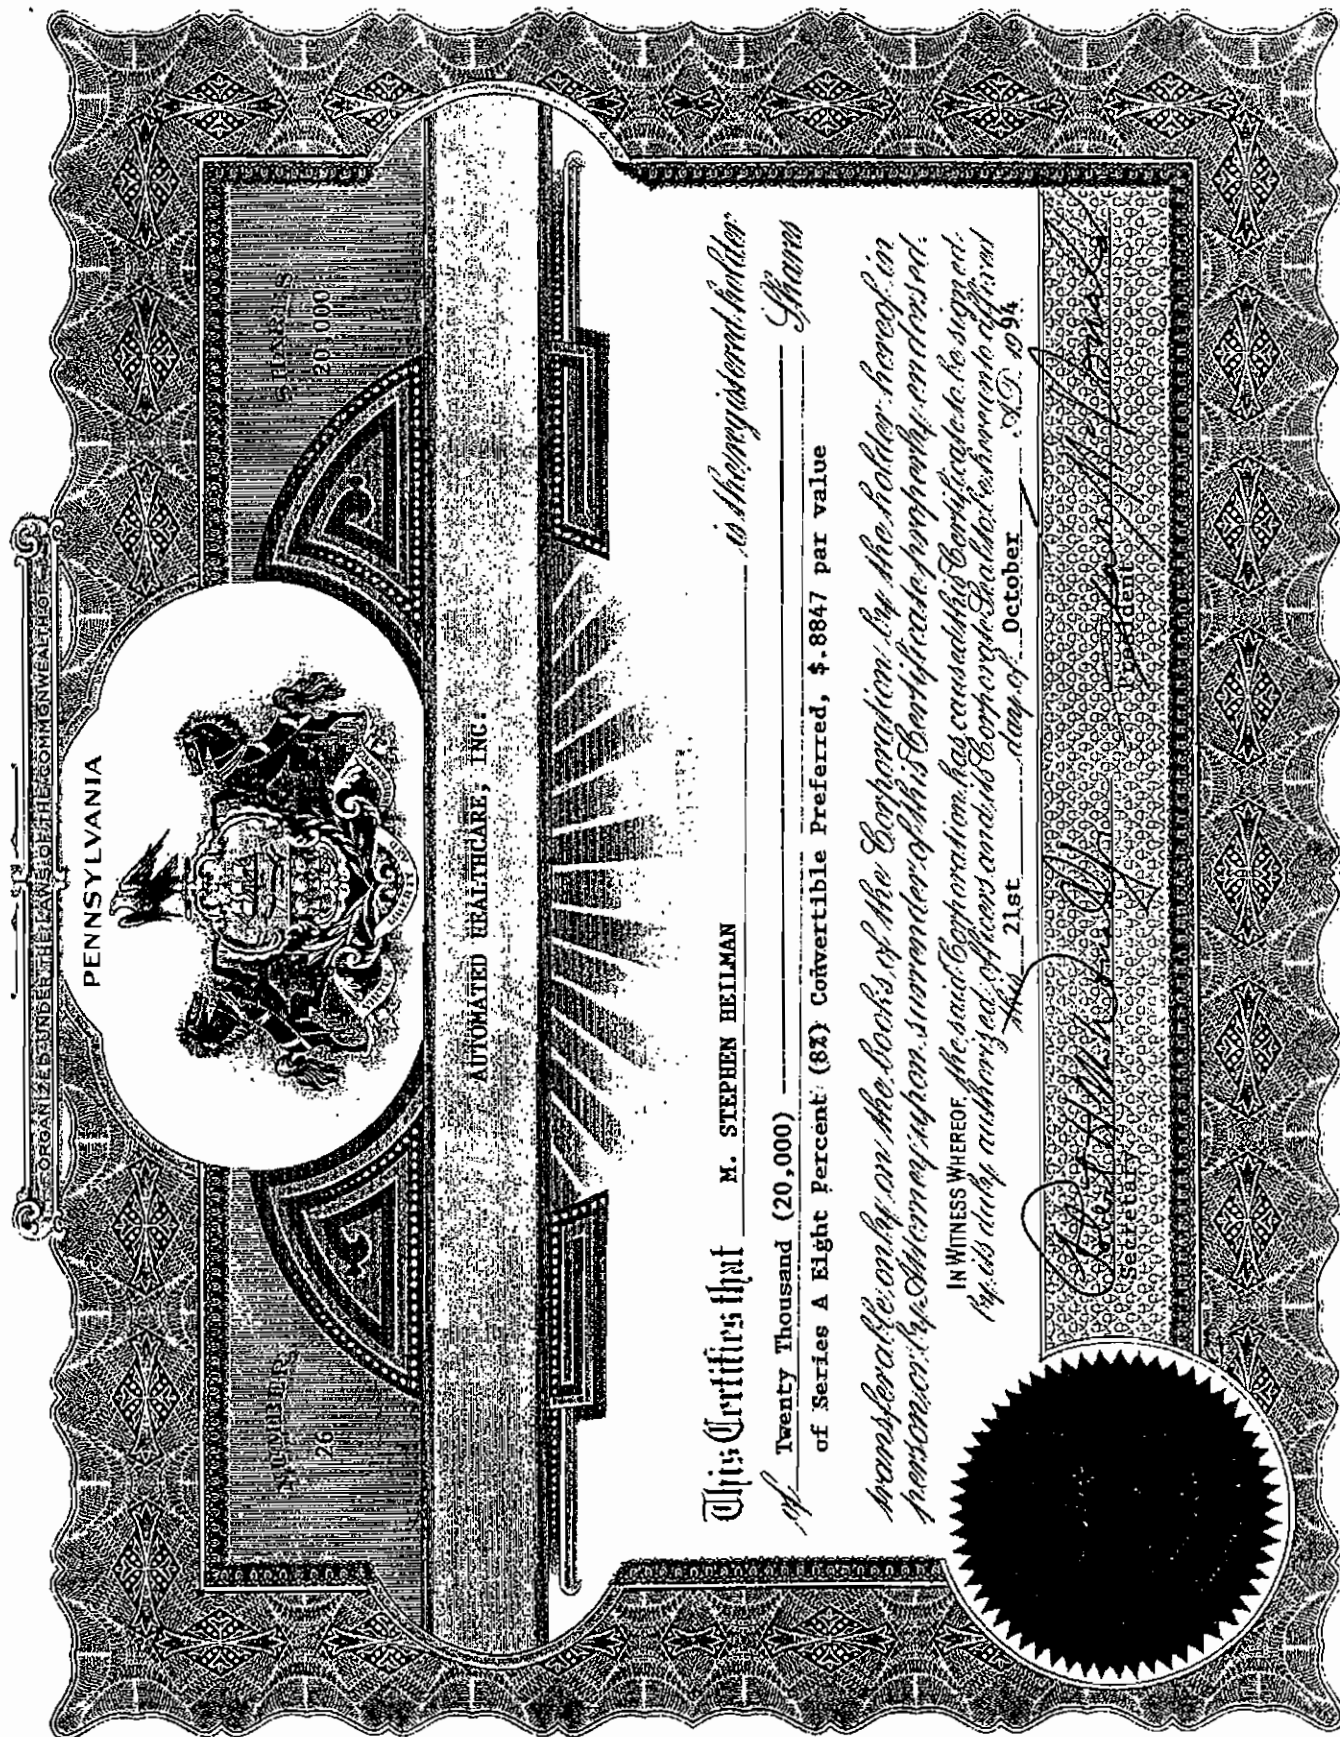 ORGANIZED UNDER THE LAWS OF THE COMMONWEALTH OF
PENNSYLVANIA
NUMBER
26
SHARES
20,000
AUTOMATED HEALTHCARE, INC.
This Certifies that M. STEPHEN HEILMAN is the registered holder
of Twenty Thousand (20,000) Shares
of Series A Eight Percent (8%) Convertible Preferred, $.8847 par value
transferable only on the books of the Corporation by the holder hereof in
person or by Attorney upon surrender of this Certificate properly endorsed.
IN WITNESS WHEREOF, the said Corporation has caused this Certificate to be signed
by its duly authorized officers and its Corporate Seal to be hereunto affixed
this 21st day of October A.D. 1994
Secretary
President